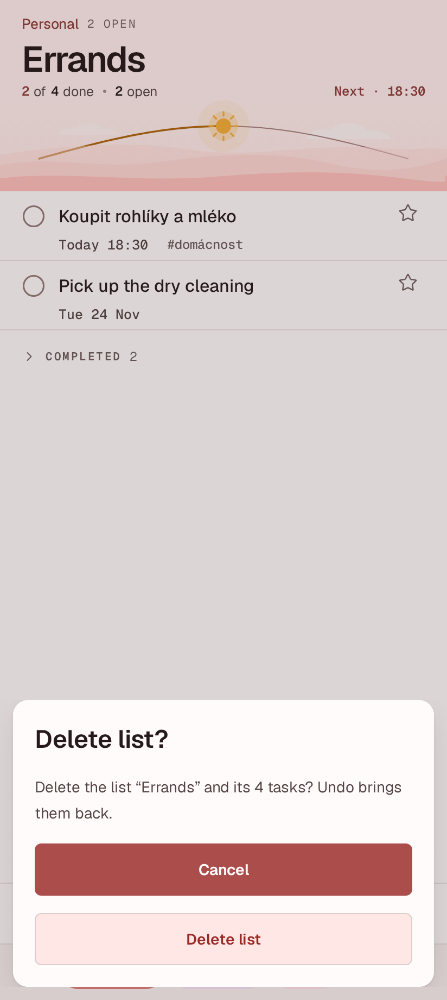 Personal 2 OPEN
Errands
2 of 4 done • 2 open
Next · 18:30
Koupit rohlíky a mléko
Today 18:30 #domácnost
Pick up the dry cleaning
Tue 24 Nov
COMPLETED 2
Delete list?
Delete the list “Errands” and its 4 tasks? Undo brings
them back.
Cancel
Delete list